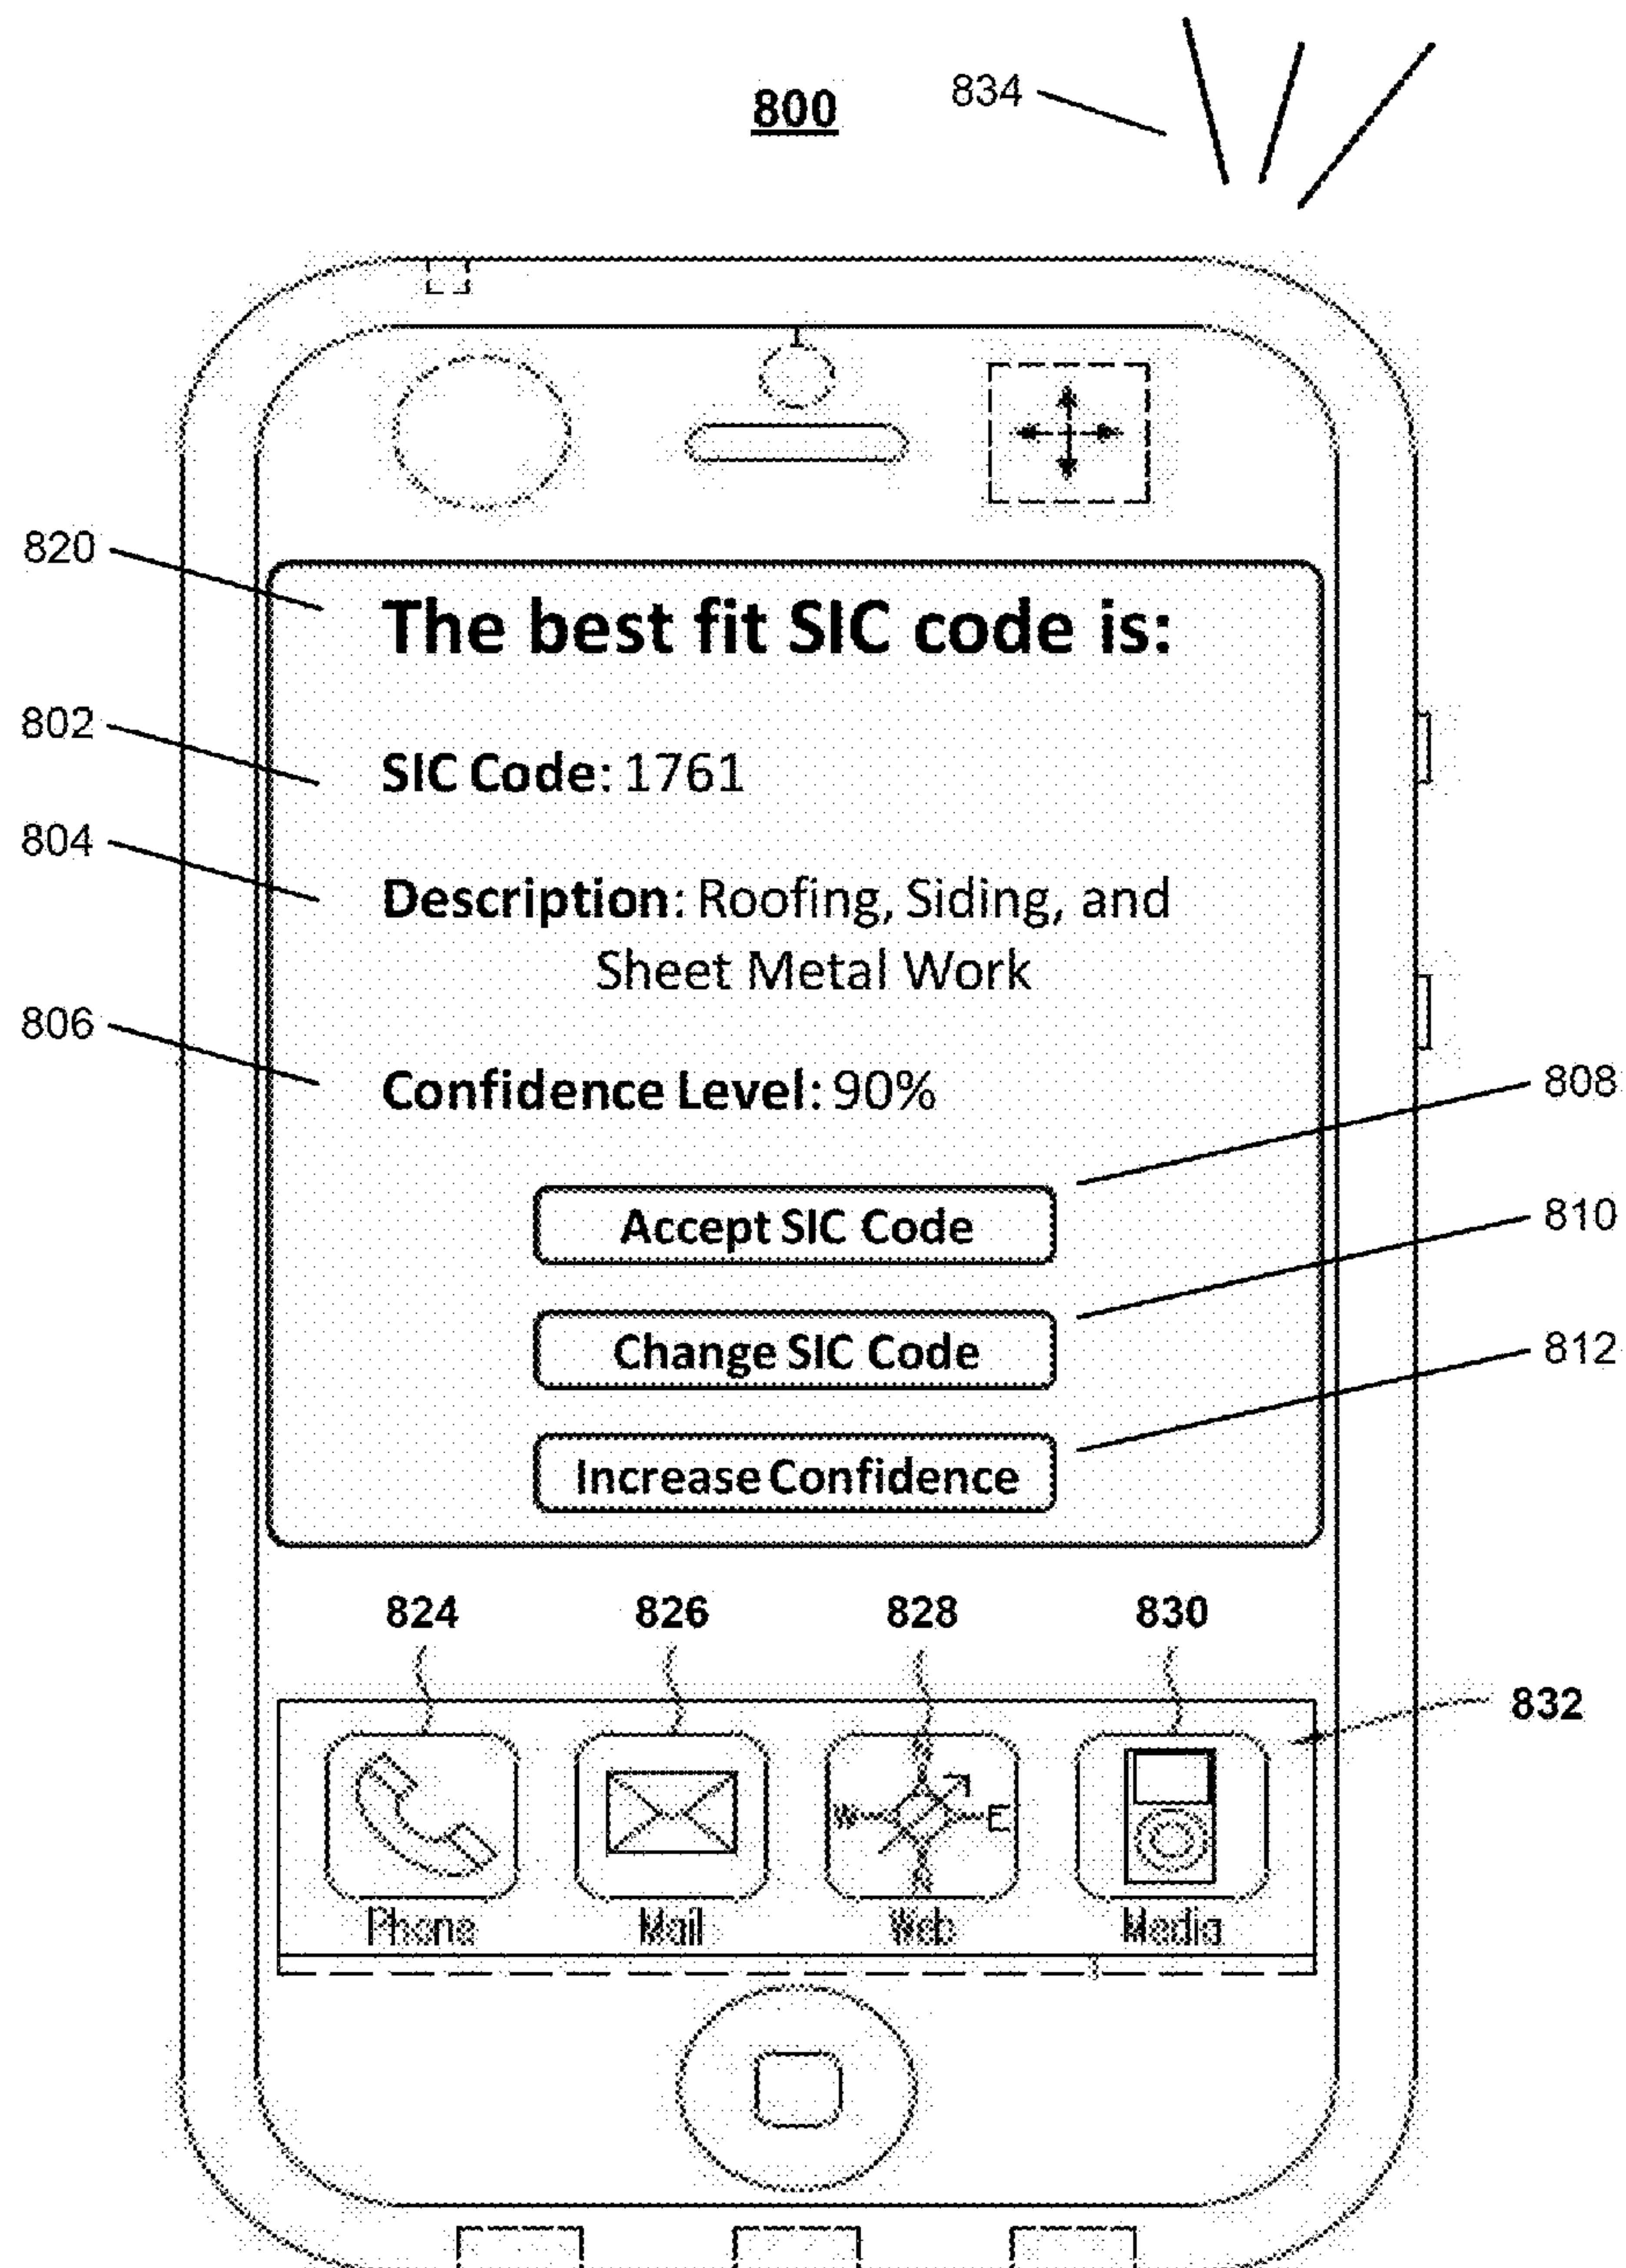 800
834
820
The best fit SIC code is:
802
SIC Code: 1761
804
Description: Roofing, Siding, and
Sheet Metal Work
806
Confidence Level: 90%
808
Accept SIC Code
810
Change SIC Code
812
Increase Confidence
824 826 828 830
832
W E
Phone Mail Web Media